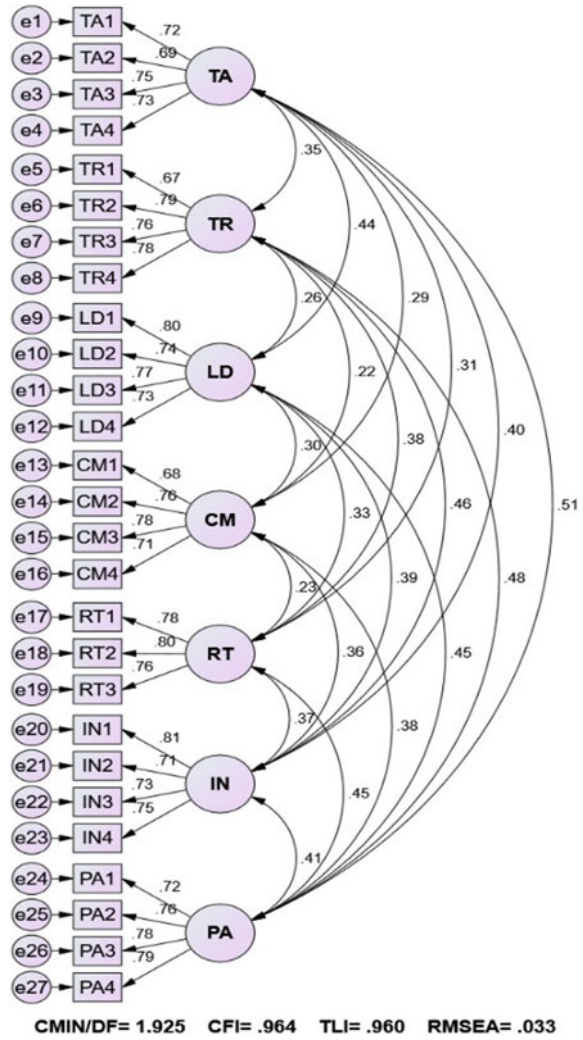 e1 TA1 .72
e2 TA2 .69
e3 TA3 .75
e4 TA4 .73
TA
.35
e5 TR1 .67
e6 TR2 .79
e7 TR3 .76
e8 TR4 .78
TR
.44
.26
.29
e9 LD1 .80
e10 LD2 .74
e11 LD3 .77
e12 LD4 .73
LD
.22
.31
.30
.38
.40
e13 CM1 .68
e14 CM2 .76
e15 CM3 .78
e16 CM4 .71
CM
.33
.46
.51
.23
.39
.48
e17 RT1 .78
e18 RT2 .80
e19 RT3 .76
RT
.36
.45
.37
.38
e20 IN1 .81
e21 IN2 .71
e22 IN3 .73
e23 IN4 .75
IN
.45
.41
e24 PA1 .72
e25 PA2 .76
e26 PA3 .78
e27 PA4 .79
PA
CMIN/DF= 1.925 CFI= .964 TLI= .960 RMSEA= .033